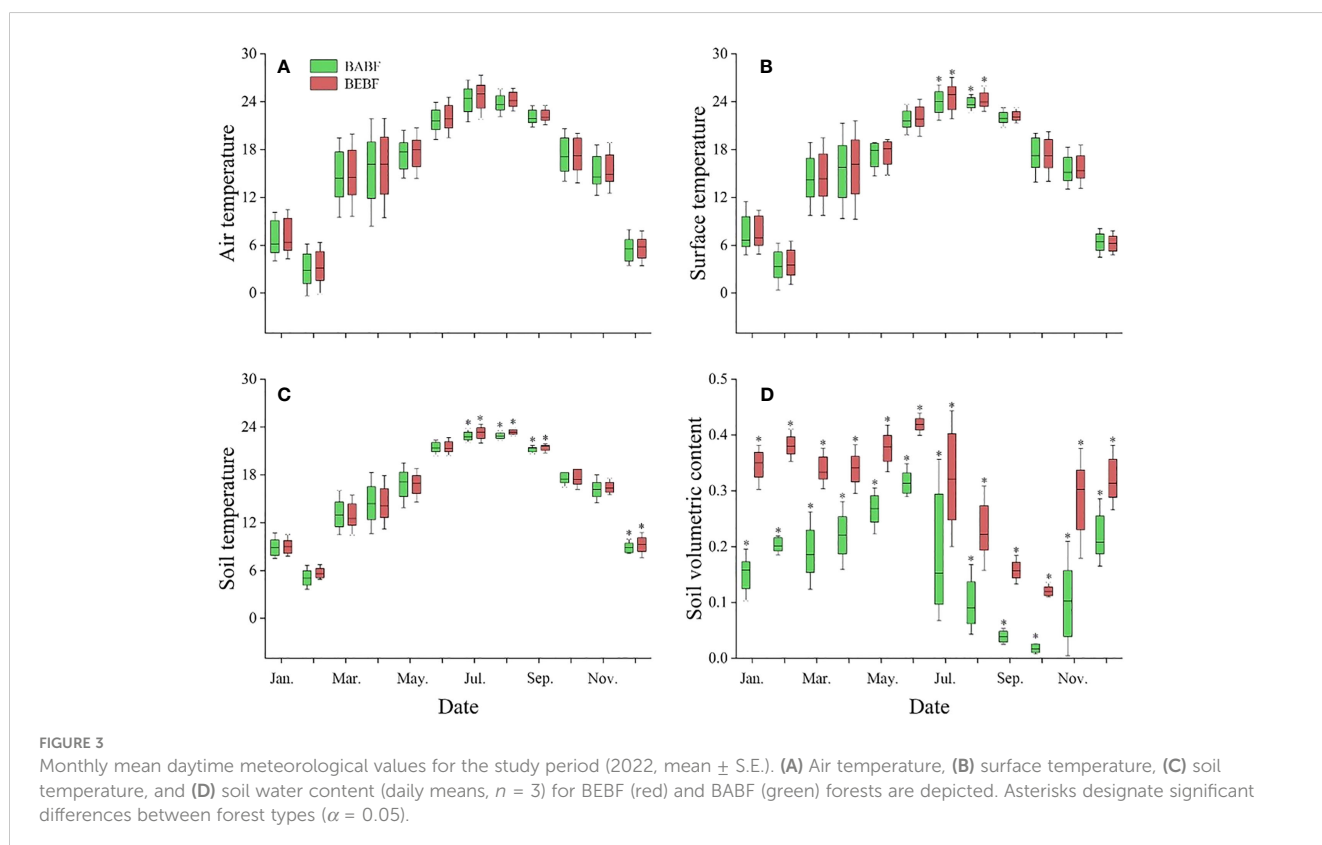 A
BABF
BEBF
30
24
18
12
6
0
Air temperature
B
* * * *
30
24
18
12
6
0
Surface temperature
C
* * * * * * * *
30
24
18
12
6
0
Soil temperature
Jan. Mar. May. Jul. Sep. Nov.
Date
D
* * * * * * * * * * * * * * * * * * * * * * * *
0.5
0.4
0.3
0.2
0.1
0.0
Soil volumetric content
Jan. Mar. May. Jul. Sep. Nov.
Date
FIGURE 3
Monthly mean daytime meteorological values for the study period (2022, mean ± S.E.). (A) Air temperature, (B) surface temperature, (C) soil
temperature, and (D) soil water content (daily means, n = 3) for BEBF (red) and BABF (green) forests are depicted. Asterisks designate significant
differences between forest types (α = 0.05).